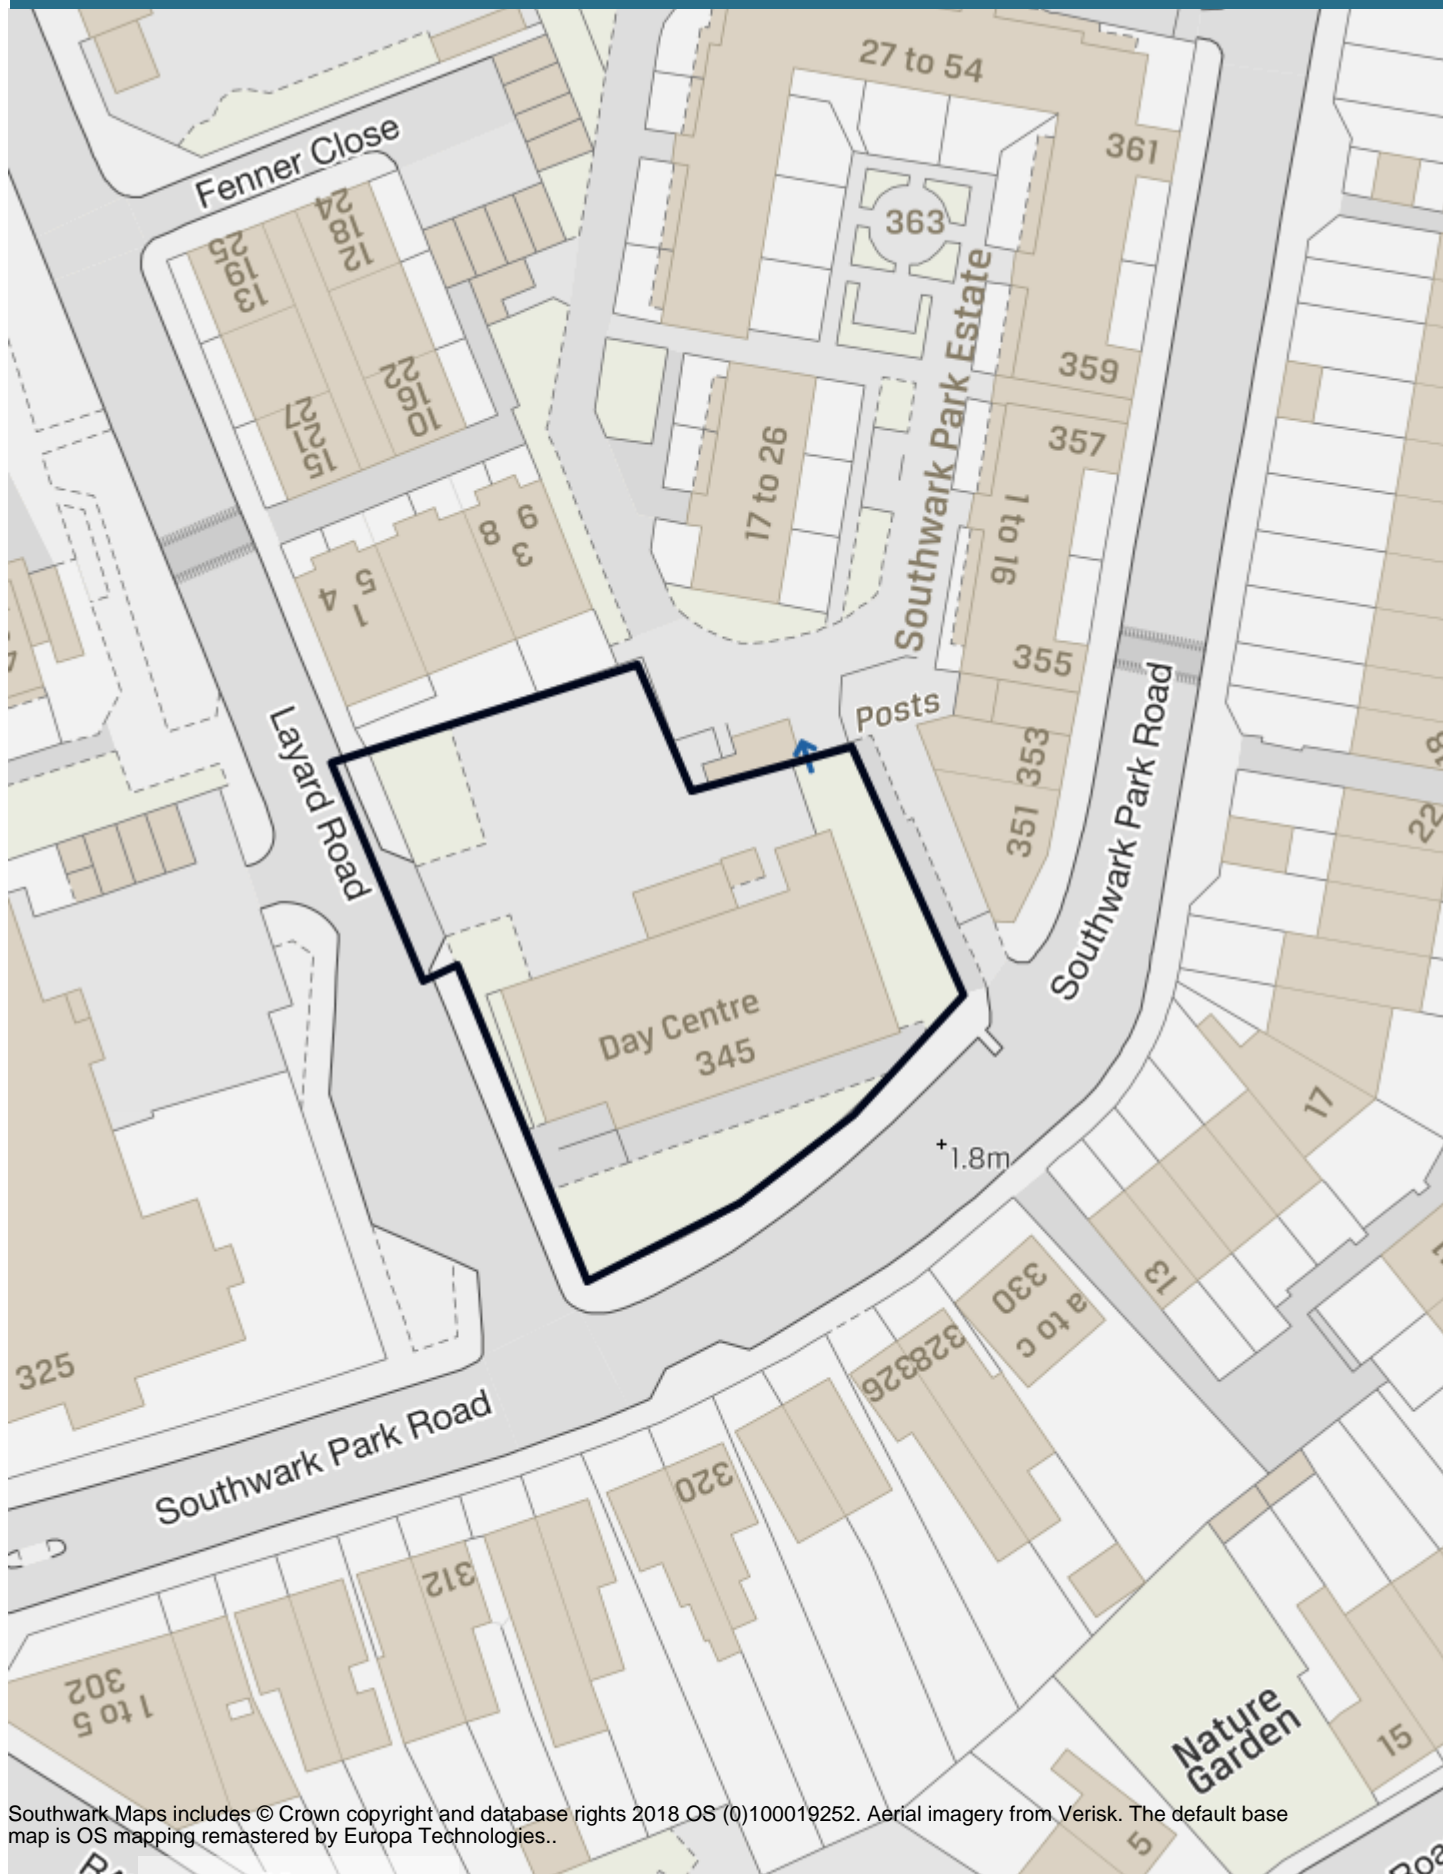 27 to 54
Fenner Close
361
24
18
12
25
19
13
363
Southwark Park Estate
359
22
16
10
27
21
15
357
17 to 26
1 to 16
9
8
3
5
4
1
355
Posts
353
351
Layard Road
Southwark Park Road
22
Day Centre
345
17
1.8m
13
330
a to c
328
326
325
Southwark Park Road
320
312
302
1 to 5
Nature
Garden
15
5
Southwark Maps includes © Crown copyright and database rights 2018 OS (0)100019252. Aerial imagery from Verisk. The default base
map is OS mapping remastered by Europa Technologies..